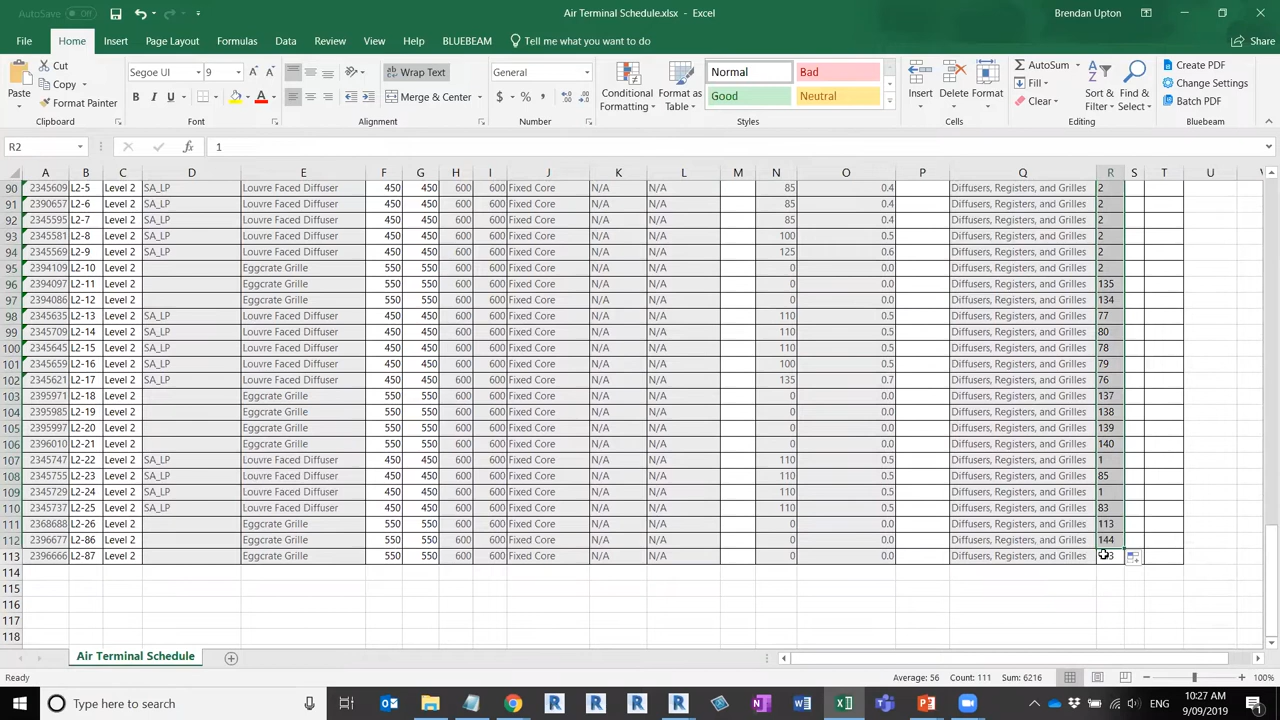 AutoSave Off Air Terminal Schedule.xlsx - Excel Brendan Upton
File Home Insert Page Layout Formulas Data Review View Help BLUEBEAM Tell me what you want to do Share
Cut Segoe UI 9 Wrap Text General Normal Bad AutoSum Create PDF
Paste Copy Merge & Center Conditional Formatting Format as Table Good Neutral Insert Delete Format Fill Sort & Filter Find & Select Change Settings
Format Painter Clear Batch PDF
Clipboard Font Alignment Number Styles Cells Editing Bluebeam
R2 fx 1
A B C D E F G H I J K L M N O P Q R S T U
90 2345609 L2-5 Level 2 SA_LP Louvre Faced Diffuser 450 450 600 600 Fixed Core N/A N/A 85 0.4 Diffusers, Registers, and Grilles 2
91 2390657 L2-6 Level 2 SA_LP Louvre Faced Diffuser 450 450 600 600 Fixed Core N/A N/A 85 0.4 Diffusers, Registers, and Grilles 2
92 2345595 L2-7 Level 2 SA_LP Louvre Faced Diffuser 450 450 600 600 Fixed Core N/A N/A 85 0.4 Diffusers, Registers, and Grilles 2
93 2345581 L2-8 Level 2 SA_LP Louvre Faced Diffuser 450 450 600 600 Fixed Core N/A N/A 100 0.5 Diffusers, Registers, and Grilles 2
94 2345569 L2-9 Level 2 SA_LP Louvre Faced Diffuser 450 450 600 600 Fixed Core N/A N/A 125 0.6 Diffusers, Registers, and Grilles 2
95 2394109 L2-10 Level 2 Eggcrate Grille 550 550 600 600 Fixed Core N/A N/A 0 0.0 Diffusers, Registers, and Grilles 2
96 2394097 L2-11 Level 2 Eggcrate Grille 550 550 600 600 Fixed Core N/A N/A 0 0.0 Diffusers, Registers, and Grilles 135
97 2394086 L2-12 Level 2 Eggcrate Grille 550 550 600 600 Fixed Core N/A N/A 0 0.0 Diffusers, Registers, and Grilles 134
98 2345635 L2-13 Level 2 SA_LP Louvre Faced Diffuser 450 450 600 600 Fixed Core N/A N/A 110 0.5 Diffusers, Registers, and Grilles 77
99 2345709 L2-14 Level 2 SA_LP Louvre Faced Diffuser 450 450 600 600 Fixed Core N/A N/A 110 0.5 Diffusers, Registers, and Grilles 80
100 2345645 L2-15 Level 2 SA_LP Louvre Faced Diffuser 450 450 600 600 Fixed Core N/A N/A 110 0.5 Diffusers, Registers, and Grilles 78
101 2345659 L2-16 Level 2 SA_LP Louvre Faced Diffuser 450 450 600 600 Fixed Core N/A N/A 100 0.5 Diffusers, Registers, and Grilles 79
102 2345621 L2-17 Level 2 SA_LP Louvre Faced Diffuser 450 450 600 600 Fixed Core N/A N/A 135 0.7 Diffusers, Registers, and Grilles 76
103 2395971 L2-18 Level 2 Eggcrate Grille 550 550 600 600 Fixed Core N/A N/A 0 0.0 Diffusers, Registers, and Grilles 137
104 2395985 L2-19 Level 2 Eggcrate Grille 550 550 600 600 Fixed Core N/A N/A 0 0.0 Diffusers, Registers, and Grilles 138
105 2395997 L2-20 Level 2 Eggcrate Grille 550 550 600 600 Fixed Core N/A N/A 0 0.0 Diffusers, Registers, and Grilles 139
106 2396010 L2-21 Level 2 Eggcrate Grille 550 550 600 600 Fixed Core N/A N/A 0 0.0 Diffusers, Registers, and Grilles 140
107 2345747 L2-22 Level 2 SA_LP Louvre Faced Diffuser 450 450 600 600 Fixed Core N/A N/A 110 0.5 Diffusers, Registers, and Grilles 1
108 2345755 L2-23 Level 2 SA_LP Louvre Faced Diffuser 450 450 600 600 Fixed Core N/A N/A 110 0.5 Diffusers, Registers, and Grilles 85
109 2345729 L2-24 Level 2 SA_LP Louvre Faced Diffuser 450 450 600 600 Fixed Core N/A N/A 110 0.5 Diffusers, Registers, and Grilles 1
110 2345737 L2-25 Level 2 SA_LP Louvre Faced Diffuser 450 450 600 600 Fixed Core N/A N/A 110 0.5 Diffusers, Registers, and Grilles 83
111 2368688 L2-26 Level 2 Eggcrate Grille 550 550 600 600 Fixed Core N/A N/A 0 0.0 Diffusers, Registers, and Grilles 113
112 2396677 L2-86 Level 2 Eggcrate Grille 550 550 600 600 Fixed Core N/A N/A 0 0.0 Diffusers, Registers, and Grilles 144
113 2396666 L2-87 Level 2 Eggcrate Grille 550 550 600 600 Fixed Core N/A N/A 0 0.0 Diffusers, Registers, and Grilles
114
115
116
117
118
Air Terminal Schedule
Ready Average: 56 Count: 111 Sum: 6216 100%
Type here to search ENG 10:27 AM
9/09/2019